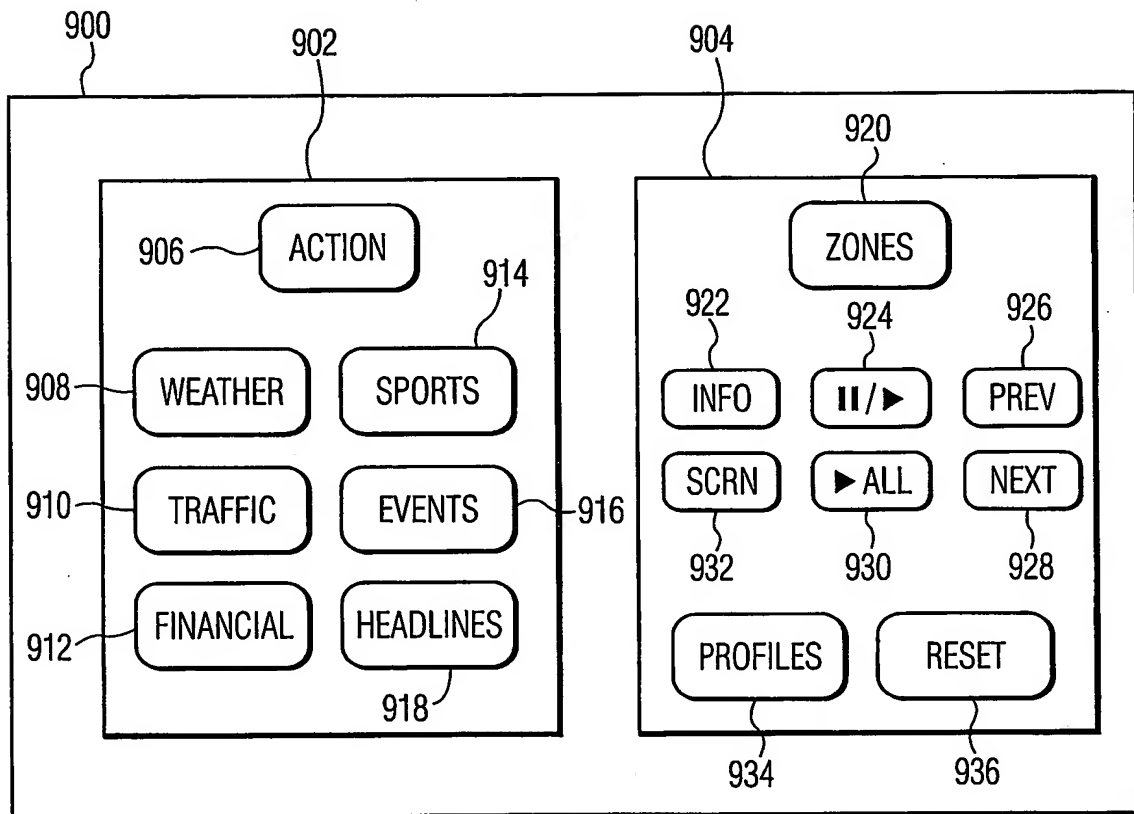 900
902
904
920
906
ACTION
ZONES
914
922
924
926
908
WEATHER
SPORTS
INFO
II/▶
PREV
910
TRAFFIC
EVENTS
916
SCRN
▶ALL
NEXT
932
930
928
912
FINANCIAL
HEADLINES
PROFILES
RESET
918
934
936